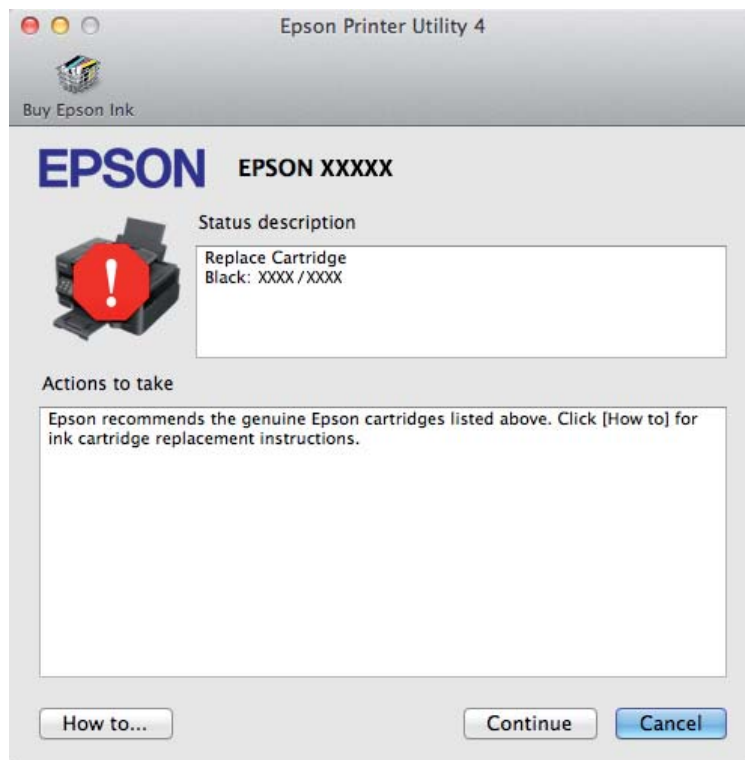 Epson Printer Utility 4
Buy Epson Ink
EPSON EPSON XXXXX
Status description
Replace Cartridge
Black: XXXX / XXXX
Actions to take
Epson recommends the genuine Epson cartridges listed above. Click [How to] for
ink cartridge replacement instructions.
How to... Continue Cancel